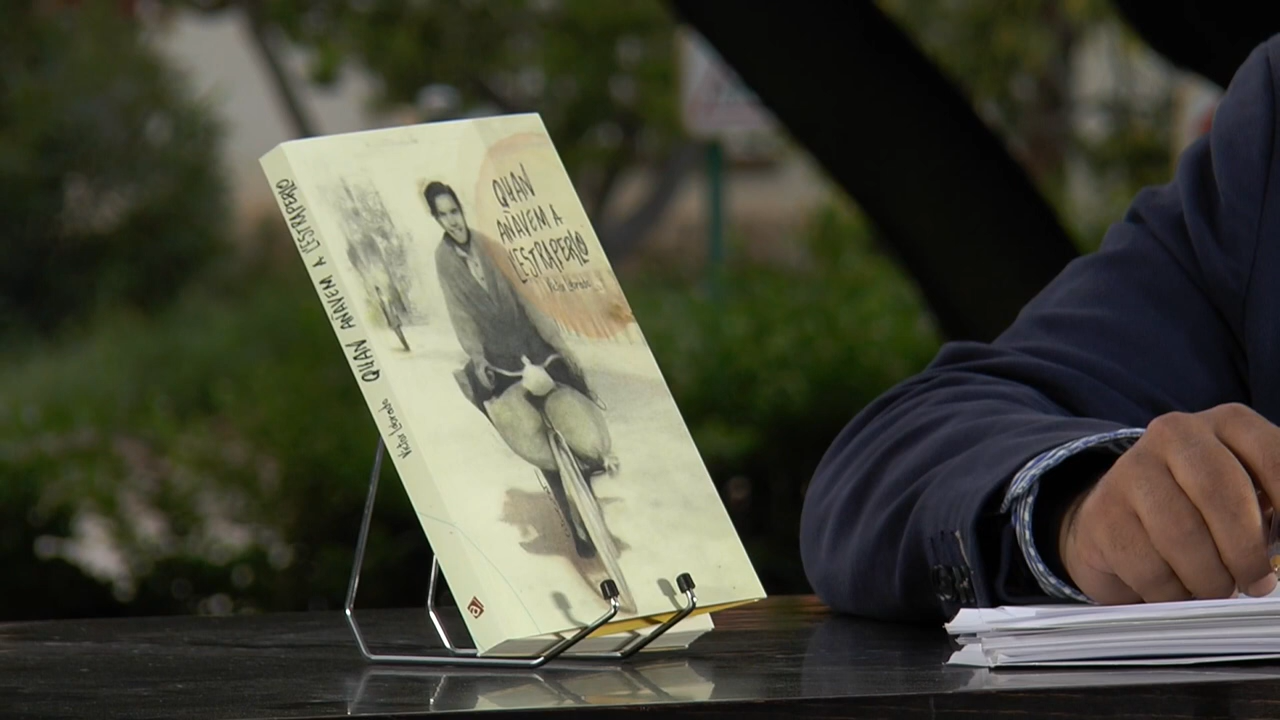 QUAN
ANÀVEM A
L'ESTRAPERLO
Víctor Labrado
Víctor Labrado QUAN ANÀVEM A L'ESTRAPERLO